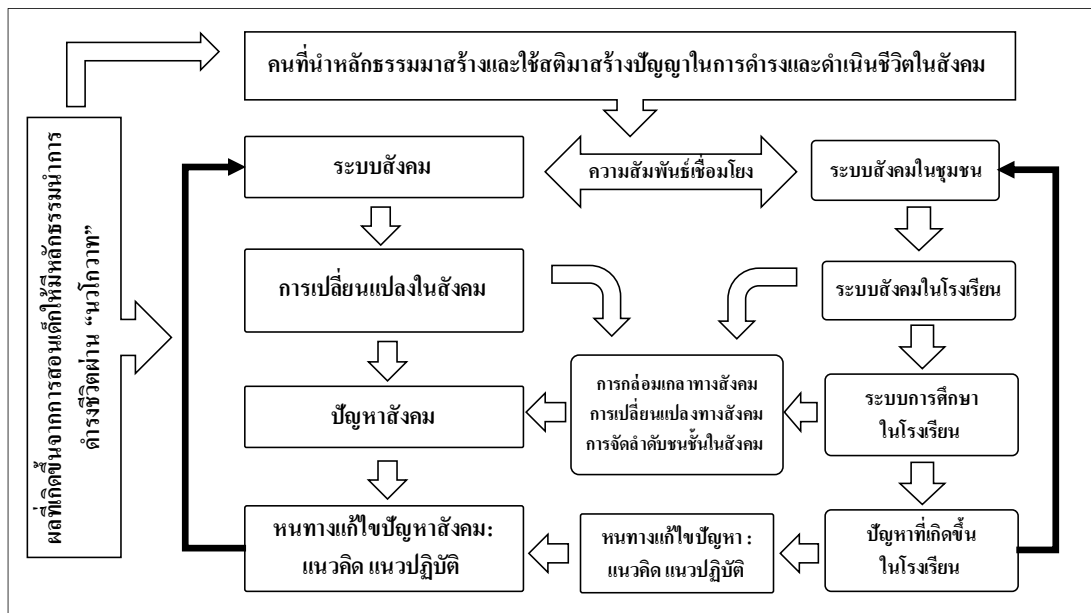 คนที่นำหลักธรรมมาสร้างและใช้สติมาสร้างปัญญาในการดำรงและดำเนินชีวิตในสังคม
ผลที่เกิดขึ้นจากการสอนเด็กให้มีหลักธรรมนำการ
ดำรงชีวิตผ่าน “นวโกวาท”
ระบบสังคม
ความสัมพันธ์เชื่อมโยง
ระบบสังคมในชุมชน
การเปลี่ยนแปลงในสังคม
ระบบสังคมในโรงเรียน
ปัญหาสังคม
การกล่อมเกลาทางสังคม
การเปลี่ยนแปลงทางสังคม
การจัดลำดับชนชั้นในสังคม
ระบบการศึกษา
ในโรงเรียน
หนทางแก้ไขปัญหาสังคม:
แนวคิด แนวปฏิบัติ
หนทางแก้ไขปัญหา :
แนวคิด แนวปฏิบัติ
ปัญหาที่เกิดขึ้น
ในโรงเรียน